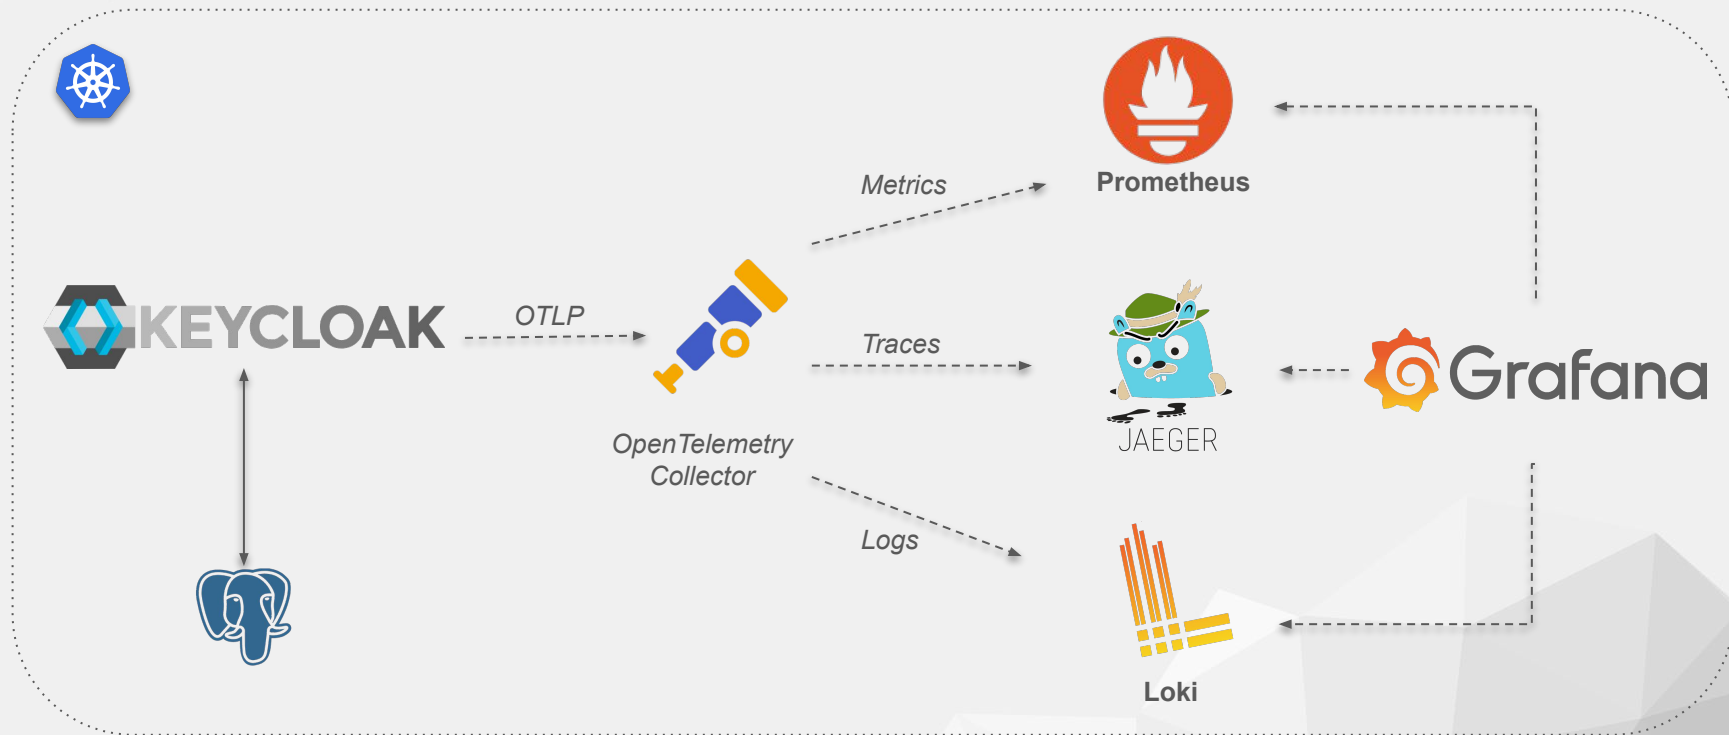 Prometheus
Metrics
KEYCLOAK
OTLP
Traces
JAEGER
Grafana
OpenTelemetry
Collector
Logs
Loki